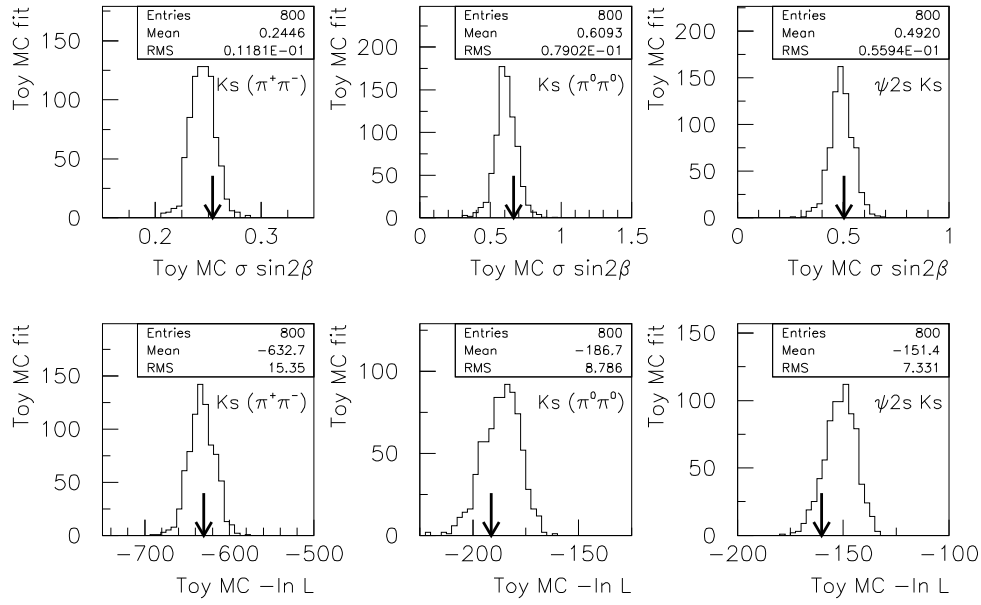 Toy MC fit
Entries 800
Mean 0.2446
RMS 0.1181E-01
Ks (π⁺π⁻)
150
100
50
0
0.2 0.3
Toy MC σ sin2β
Toy MC fit
Entries 800
Mean 0.6093
RMS 0.7902E-01
Ks (π⁰π⁰)
200
150
100
50
0
0 0.5 1 1.5
Toy MC σ sin2β
Toy MC fit
Entries 800
Mean 0.4920
RMS 0.5594E-01
ψ2s Ks
200
150
100
50
0
0 0.5 1
Toy MC σ sin2β
Toy MC fit
Entries 800
Mean −632.7
RMS 15.35
Ks (π⁺π⁻)
150
100
50
0
−700 −600 −500
Toy MC −ln L
Toy MC fit
Entries 800
Mean −186.7
RMS 8.786
Ks (π⁰π⁰)
100
50
0
−200 −150
Toy MC −ln L
Toy MC fit
Entries 800
Mean −151.4
RMS 7.331
ψ2s Ks
150
100
50
0
−200 −150 −100
Toy MC −ln L